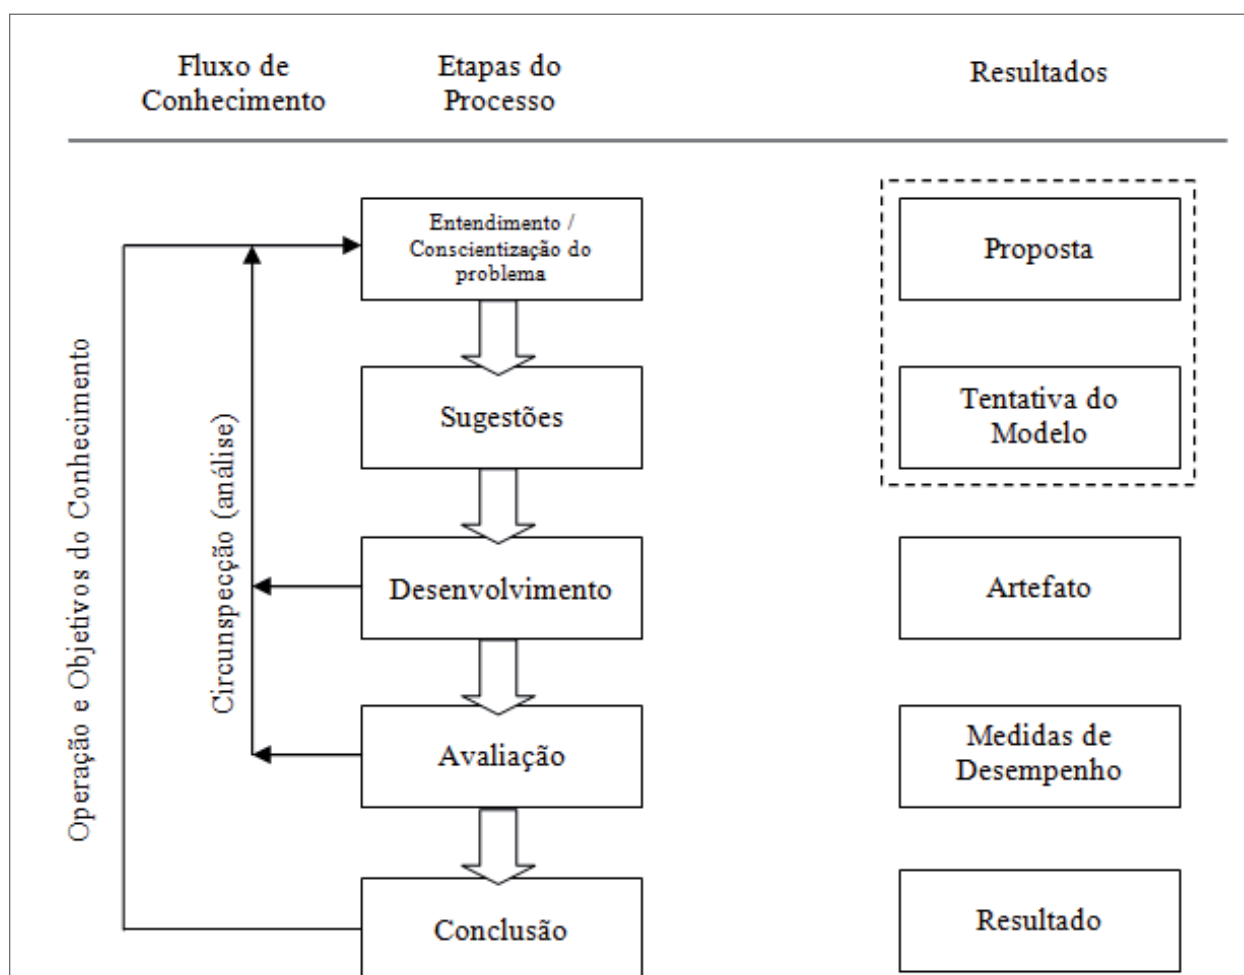 Fluxo de
Conhecimento
Etapas do
Processo
Resultados
Entendimento /
Conscientização do
problema
Proposta
Sugestões
Tentativa do
Modelo
Desenvolvimento
Artefato
Avaliação
Medidas de
Desempenho
Conclusão
Resultado
Operação e Objetivos do Conhecimento
Circunspecção (análise)